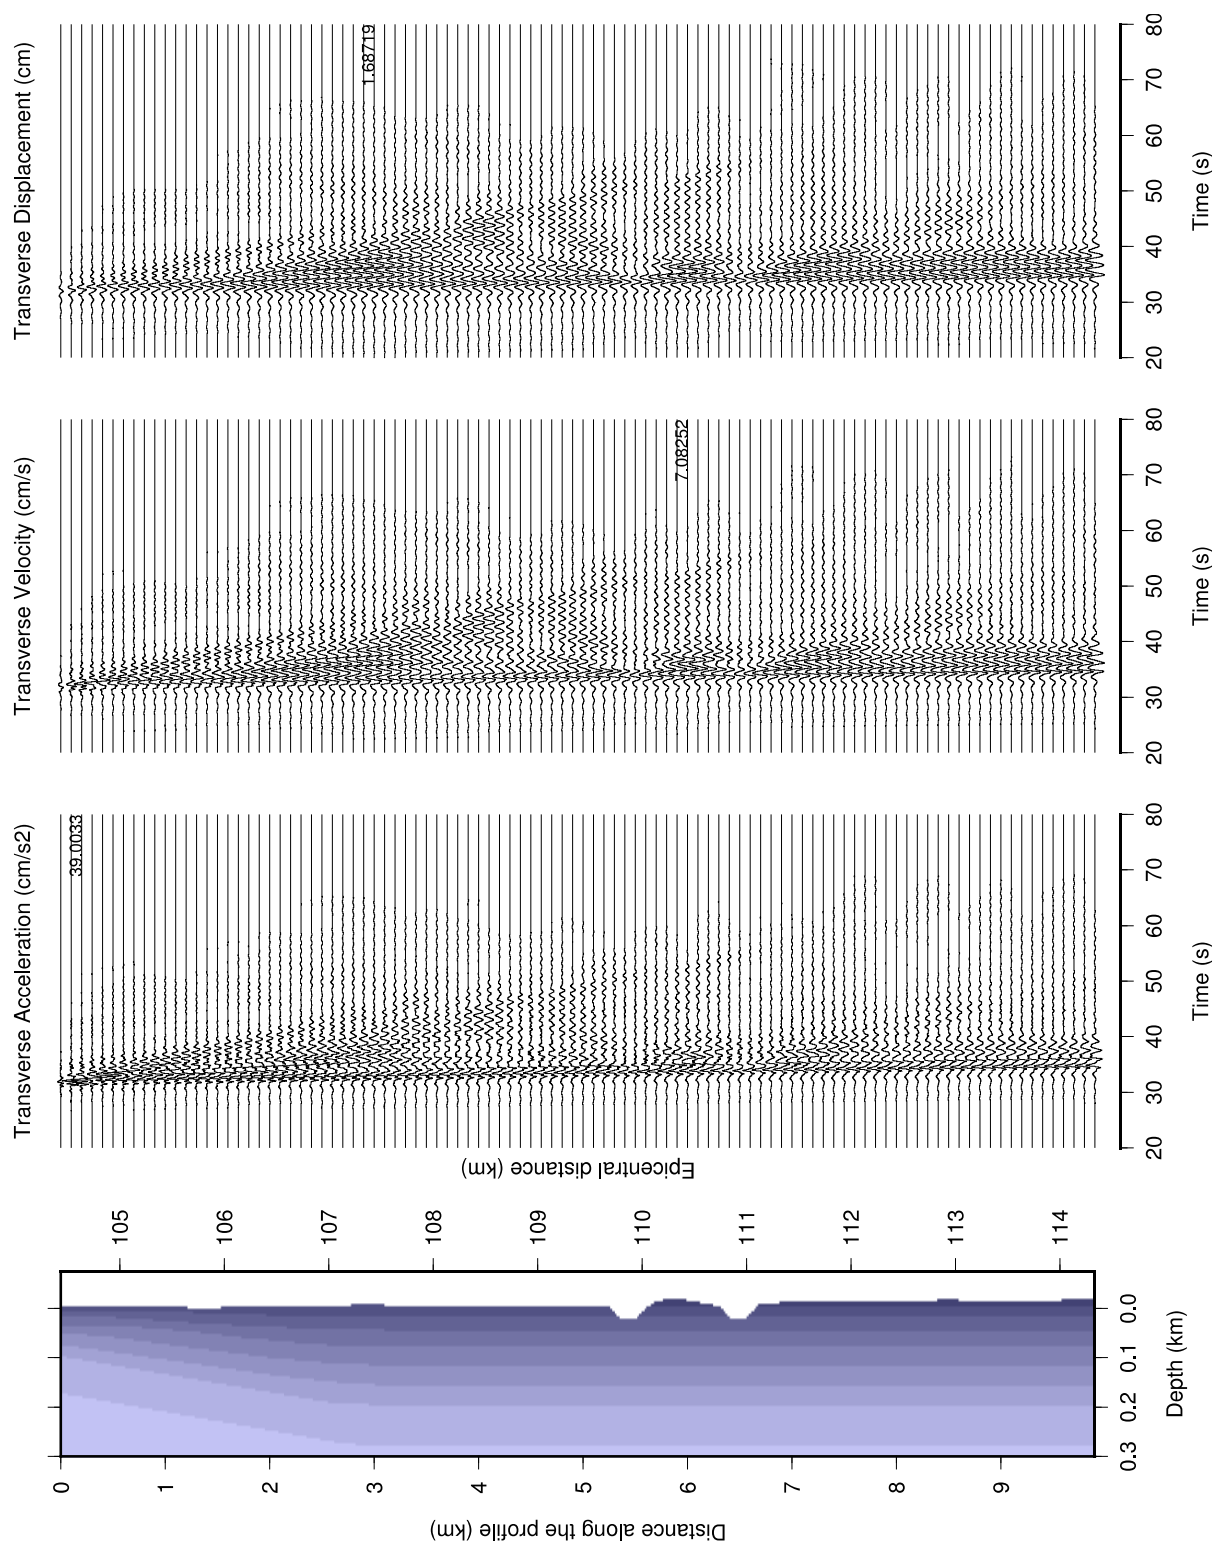 Transverse Displacement (cm)
1.68719
20 30 40 50 60 70 80
Time (s)
Transverse Velocity (cm/s)
7.08252
20 30 40 50 60 70 80
Time (s)
Transverse Acceleration (cm/s2)
39.0033
20 30 40 50 60 70 80
Time (s)
Epicentral distance (km)
105 106 107 108 109 110 111 112 113 114
0.0 0.1 0.2 0.3
Depth (km)
0 1 2 3 4 5 6 7 8 9
Distance along the profile (km)